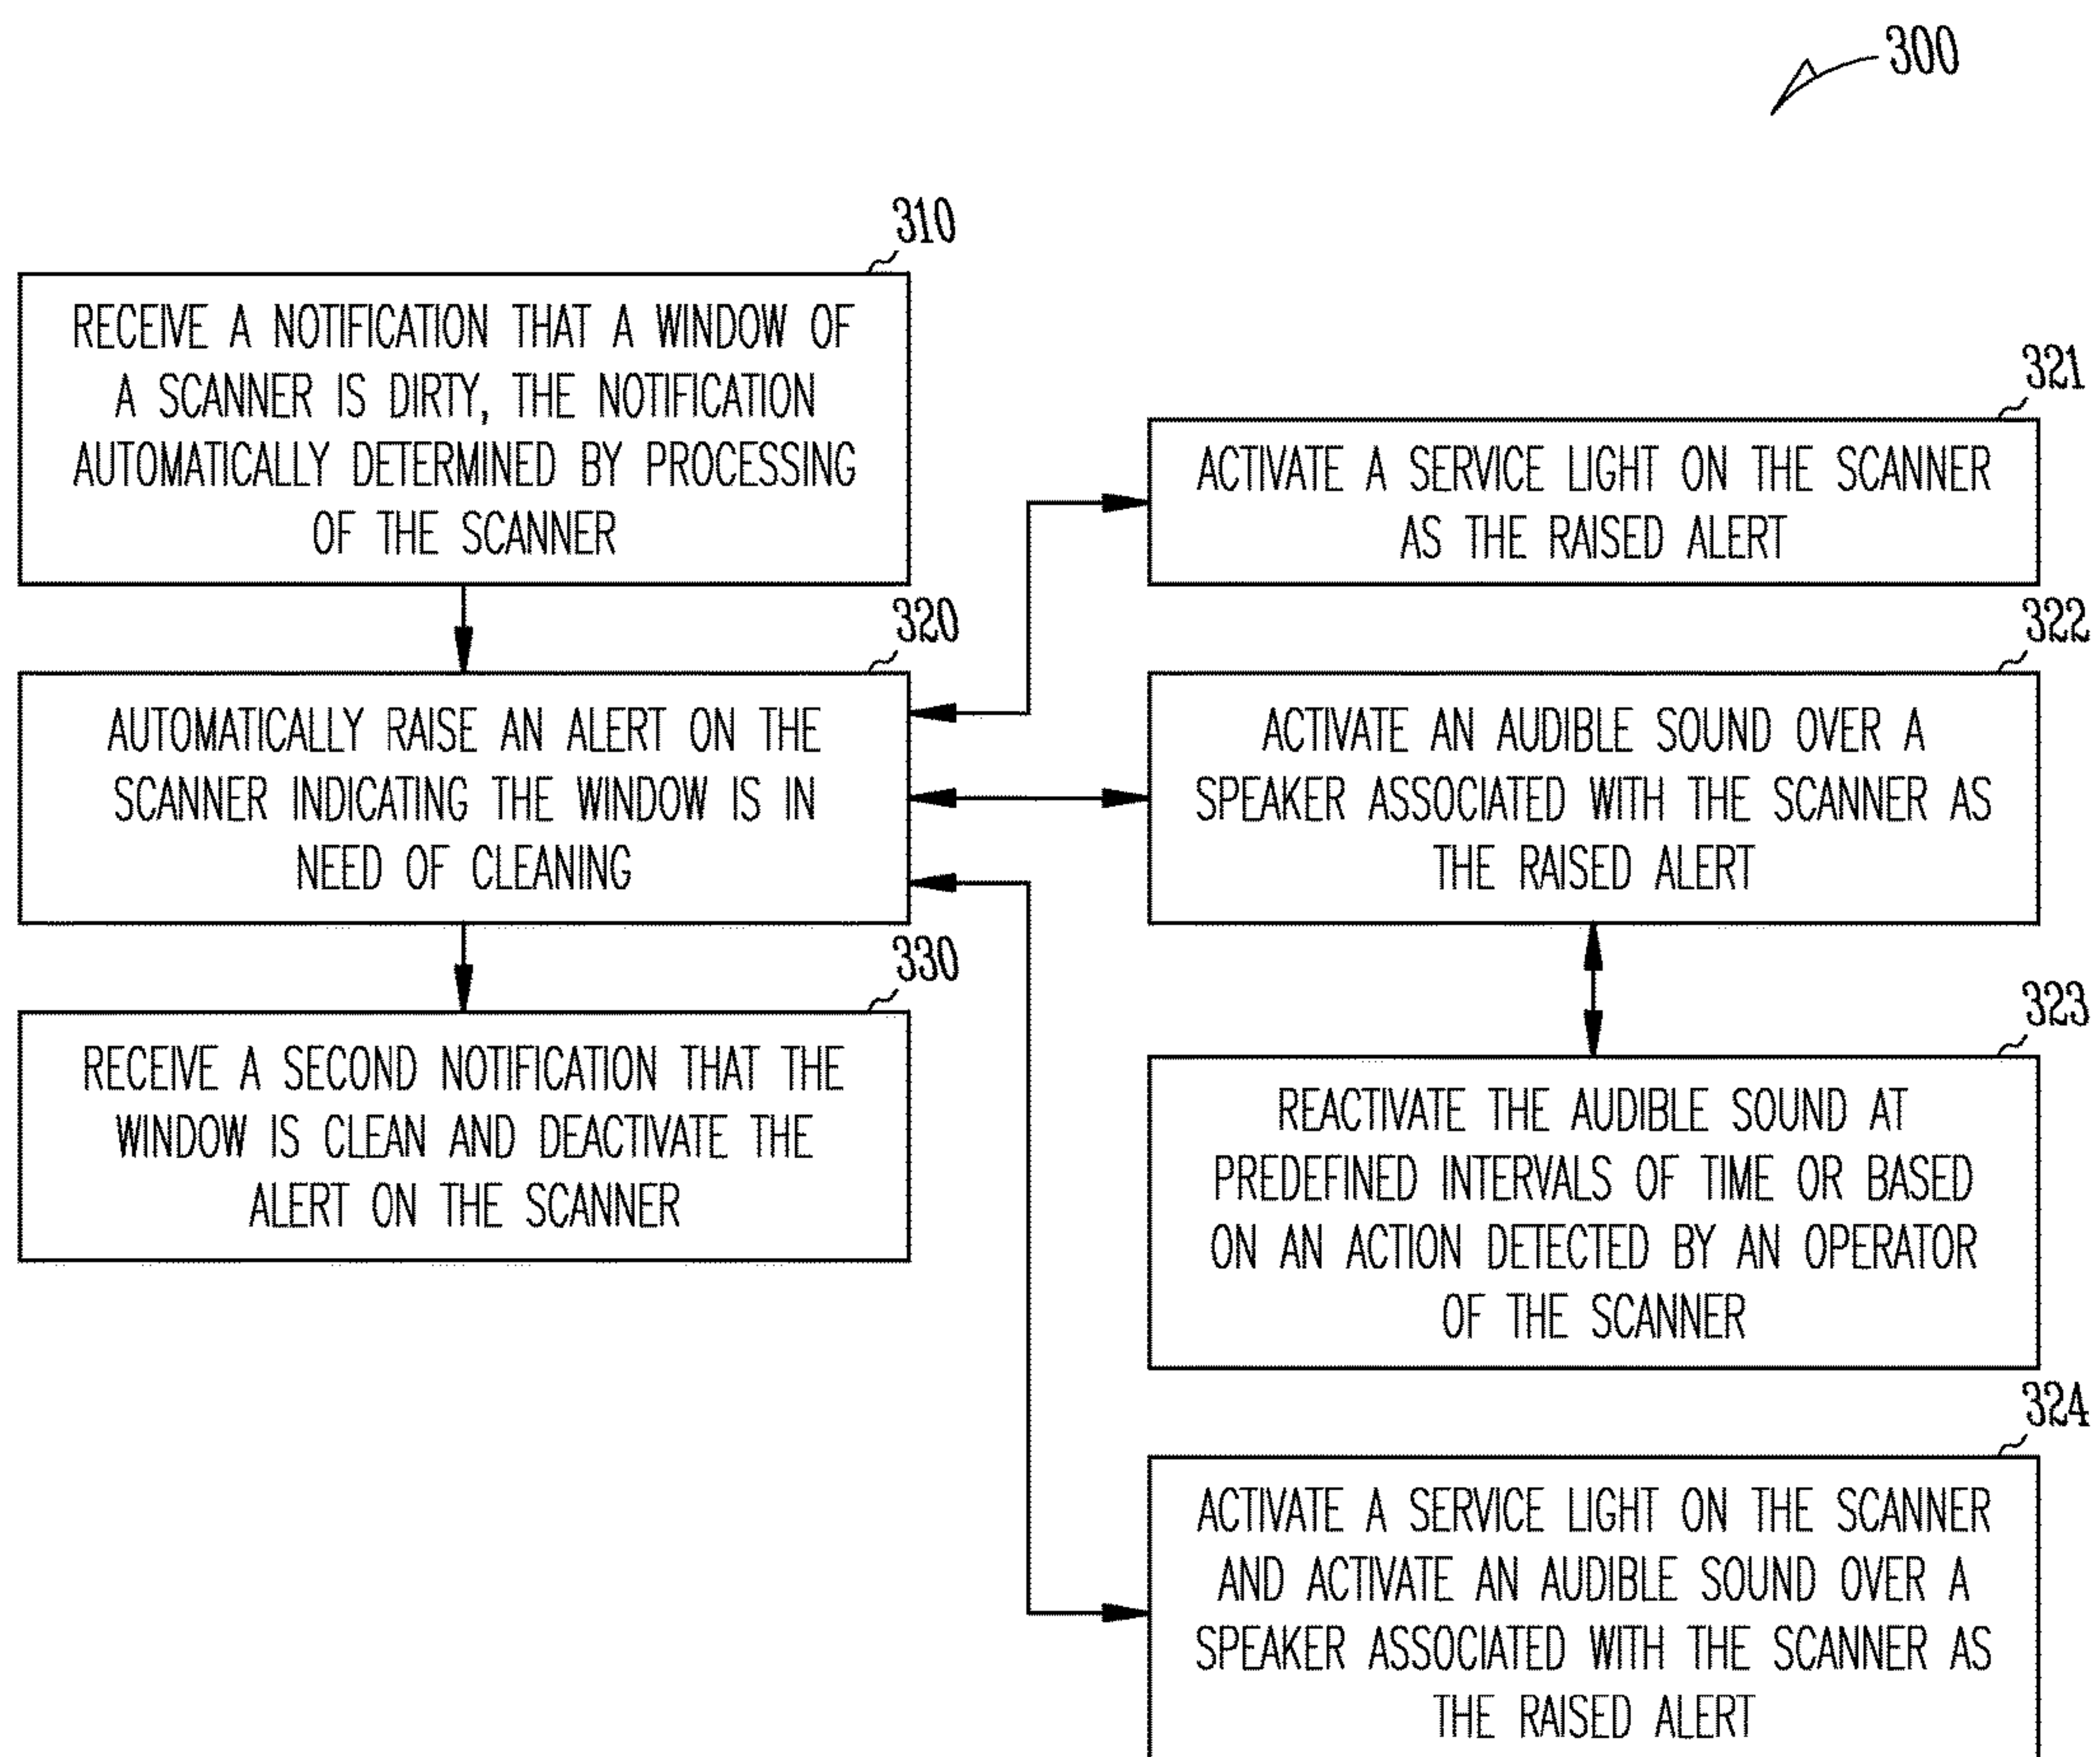 300
310
RECEIVE A NOTIFICATION THAT A WINDOW OF
A SCANNER IS DIRTY, THE NOTIFICATION
AUTOMATICALLY DETERMINED BY PROCESSING
OF THE SCANNER
320
AUTOMATICALLY RAISE AN ALERT ON THE
SCANNER INDICATING THE WINDOW IS IN
NEED OF CLEANING
330
RECEIVE A SECOND NOTIFICATION THAT THE
WINDOW IS CLEAN AND DEACTIVATE THE
ALERT ON THE SCANNER
321
ACTIVATE A SERVICE LIGHT ON THE SCANNER
AS THE RAISED ALERT
322
ACTIVATE AN AUDIBLE SOUND OVER A
SPEAKER ASSOCIATED WITH THE SCANNER AS
THE RAISED ALERT
323
REACTIVATE THE AUDIBLE SOUND AT
PREDEFINED INTERVALS OF TIME OR BASED
ON AN ACTION DETECTED BY AN OPERATOR
OF THE SCANNER
324
ACTIVATE A SERVICE LIGHT ON THE SCANNER
AND ACTIVATE AN AUDIBLE SOUND OVER A
SPEAKER ASSOCIATED WITH THE SCANNER AS
THE RAISED ALERT